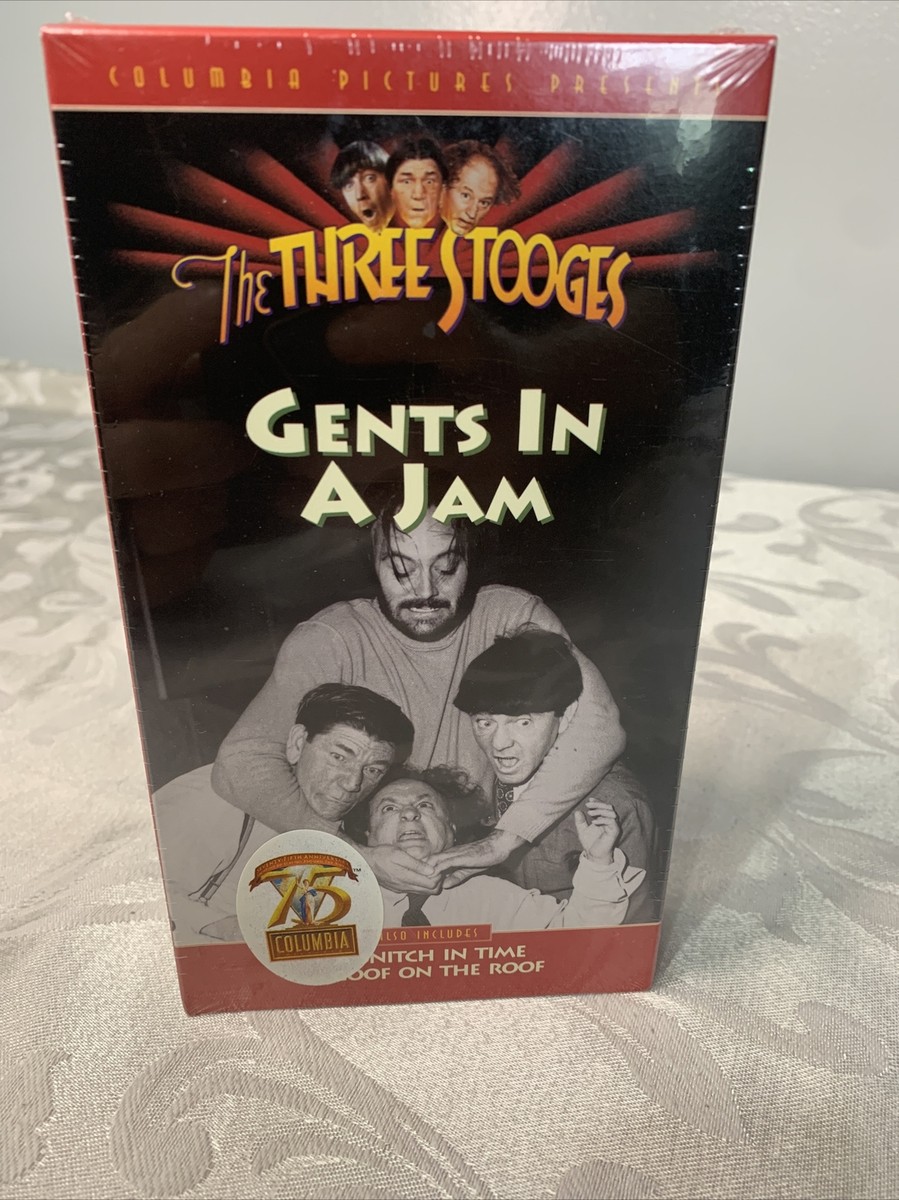 COLUMBIA PICTURES PRESENTS
The THREE STOOGES
GENTS IN
A JAM
75
™
COLUMBIA
ALSO INCLUDES
NITCH IN TIME
OOF ON THE ROOF